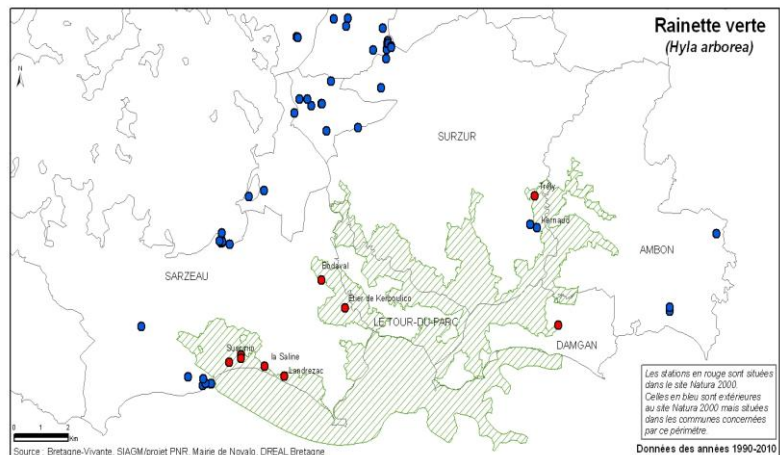 Rainette verte
(Hyla arborea)
N
SURZUR
Trely
Kernaud
AMBON
SARZEAU
Bodaval
Etier de Kerboulico
LE TOUR-DU-PARC
DAMGAN
Suscinio
la Saline
Landrezac
Les stations en rouge sont situées
dans le site Natura 2000.
Celles en bleu sont extérieures
au site Natura 2000 mais situées
dans les communes concernées
par ce périmètre.
0 1 2
Km
Source : Bretagne-Vivante, SIAGM/projet PNR, Mairie de Noyalo, DREAL Bretagne
Données des années 1990-2010